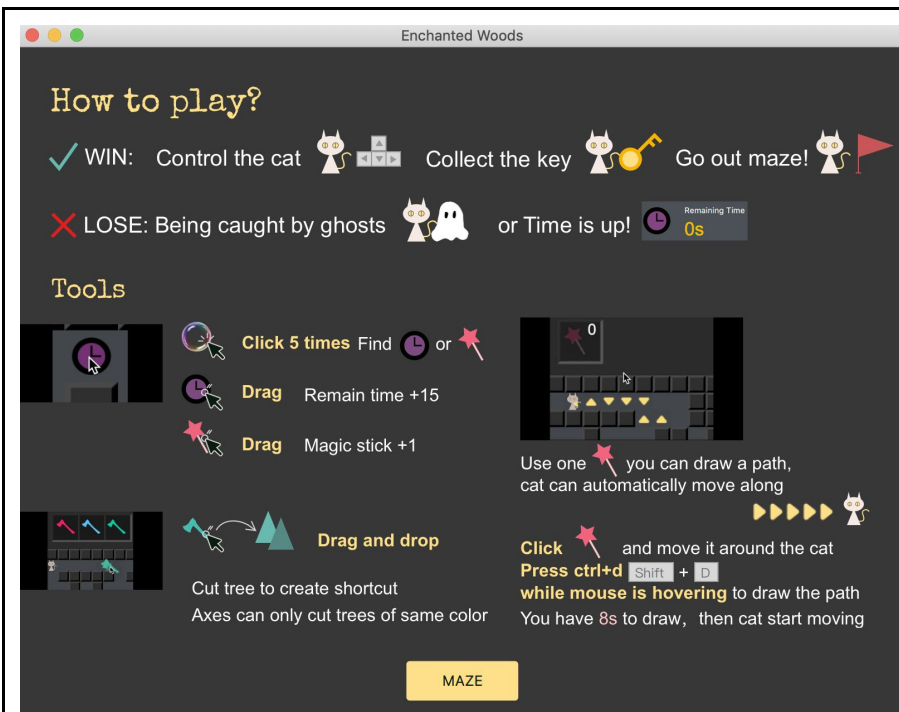 Enchanted Woods
How to play?
WIN: Control the cat Collect the key Go out maze!
LOSE: Being caught by ghosts or Time is up! Remaining Time
0s
Tools
Click 5 times Find or
Drag Remain time +15
Drag Magic stick +1
0
Use one you can draw a path,
cat can automatically move along
Drag and drop
Cut tree to create shortcut
Axes can only cut trees of same color
Click and move it around the cat
Press ctrl+d Shift + D
while mouse is hovering to draw the path
You have 8s to draw, then cat start moving
MAZE